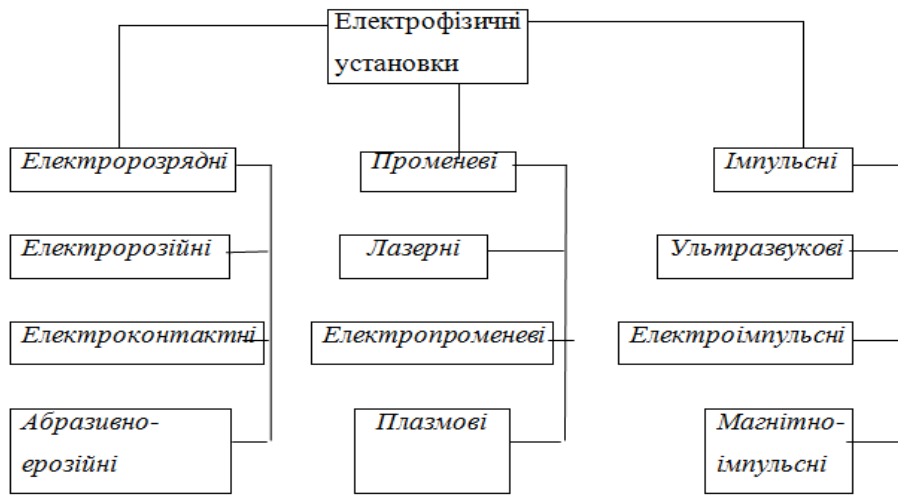 Електрофізичні
установки
Електророзрядні
Променеві
Імпульсні
Електророзійні
Лазерні
Ультразвукові
Електроконтактні
Електропроменеві
Електроімпульсні
Абразивно-
ерозійні
Плазмові
Магнітно-
імпульсні